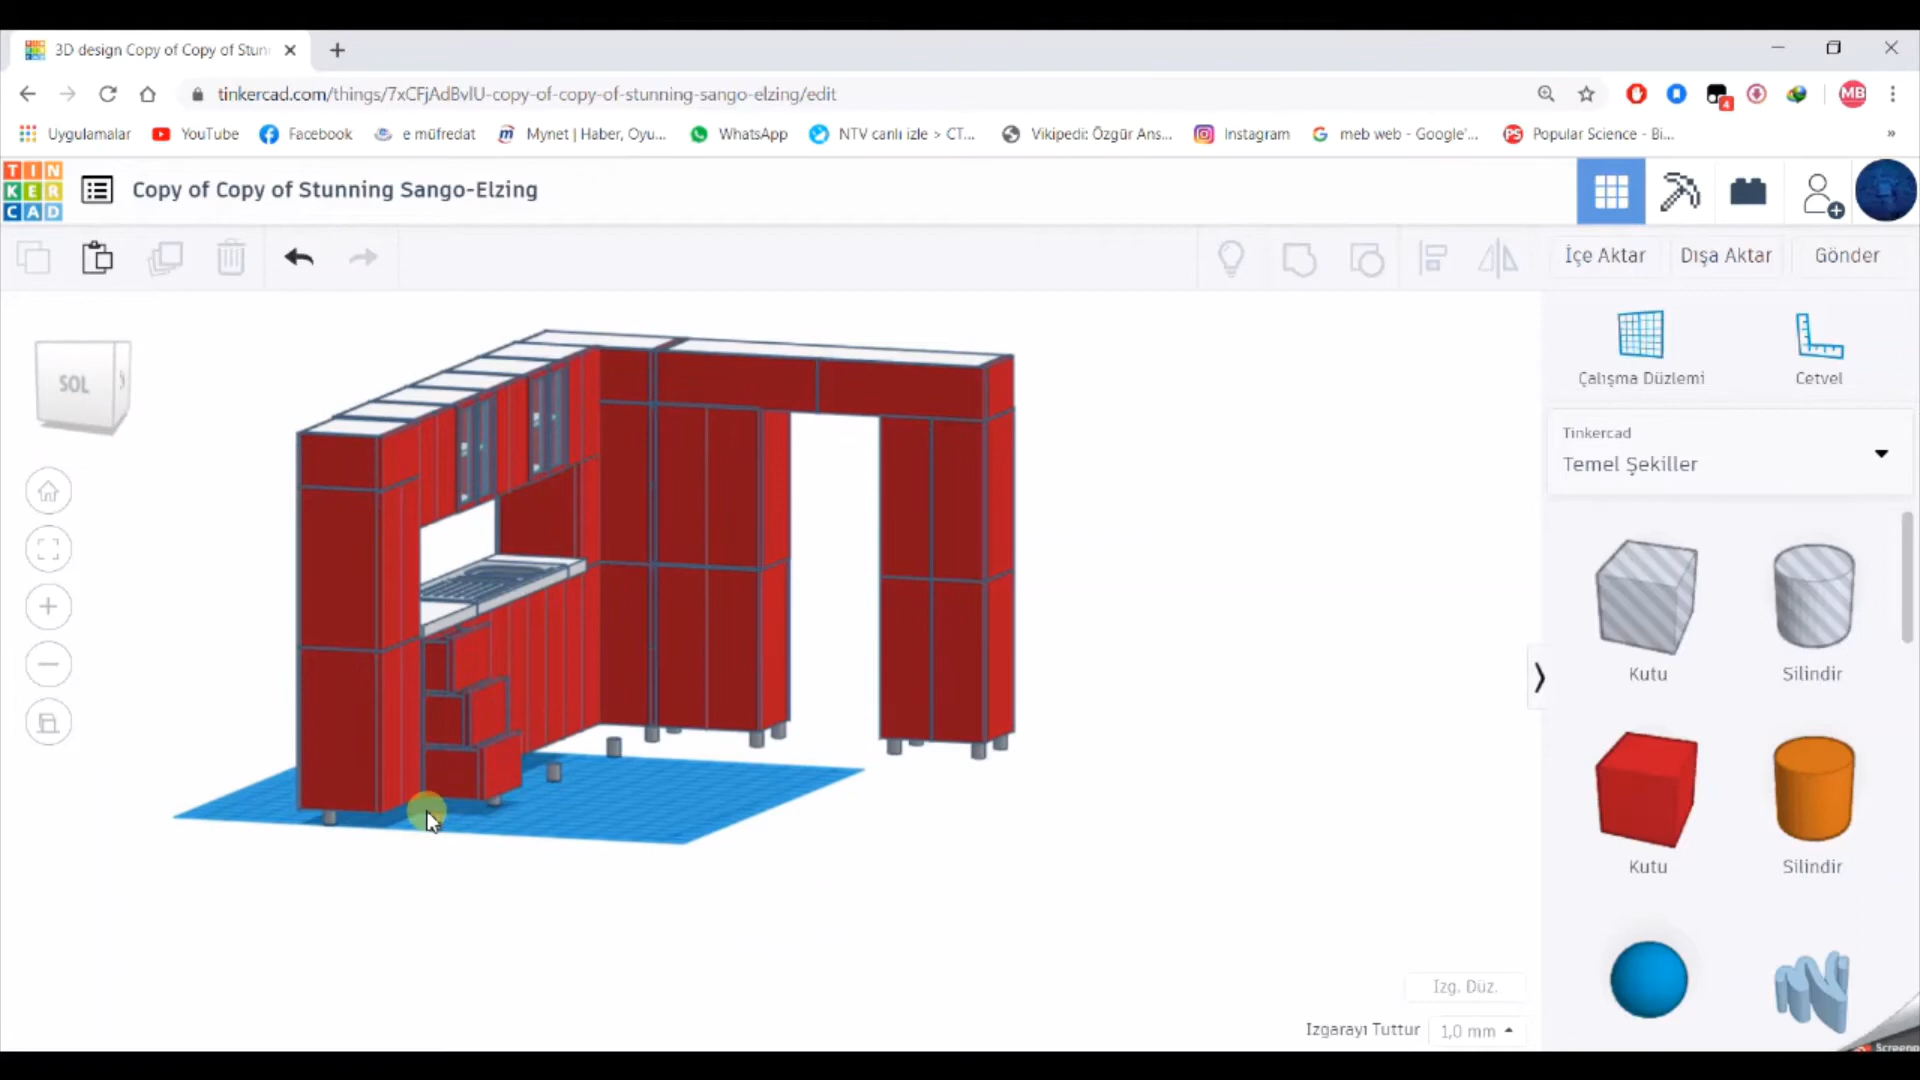 3D design Copy of Copy of Stun
tinkercad.com/things/7xCFjAdBvlU-copy-of-copy-of-stunning-sango-elzing/edit
MB
4
Uygulamalar
YouTube
Facebook
e müfredat
Mynet | Haber, Oyu...
WhatsApp
NTV canlı izle > CT...
Vikipedi: Özgür Ans...
Instagram
meb web - Google'...
PS
Popular Science - Bi...
»
TIN
KER
CAD
Copy of Copy of Stunning Sango-Elzing
İçe Aktar
Dışa Aktar
Gönder
SOL
Çalışma Düzlemi
Cetvel
Tinkercad
Temel Şekiller
Kutu
Silindir
Kutu
Silindir
Izg. Düz.
Izgarayı Tuttur
1,0 mm